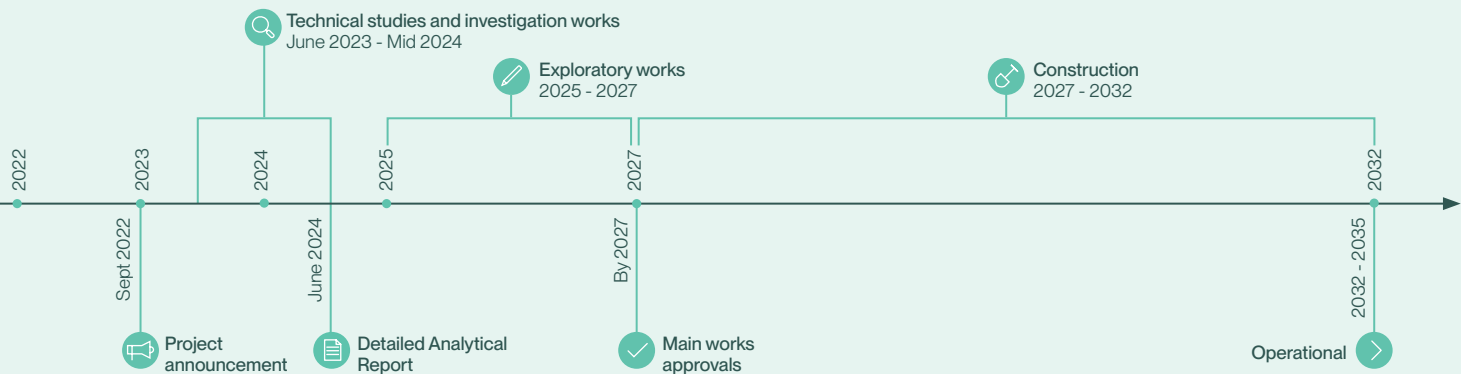 Technical studies and investigation works
June 2023 - Mid 2024
Exploratory works
2025 - 2027
Construction
2027 - 2032
2022
2023
2024
2025
2027
2032
Sept 2022
June 2024
By 2027
2032 - 2035
Project
announcement
Detailed Analytical
Report
Main works
approvals
Operational